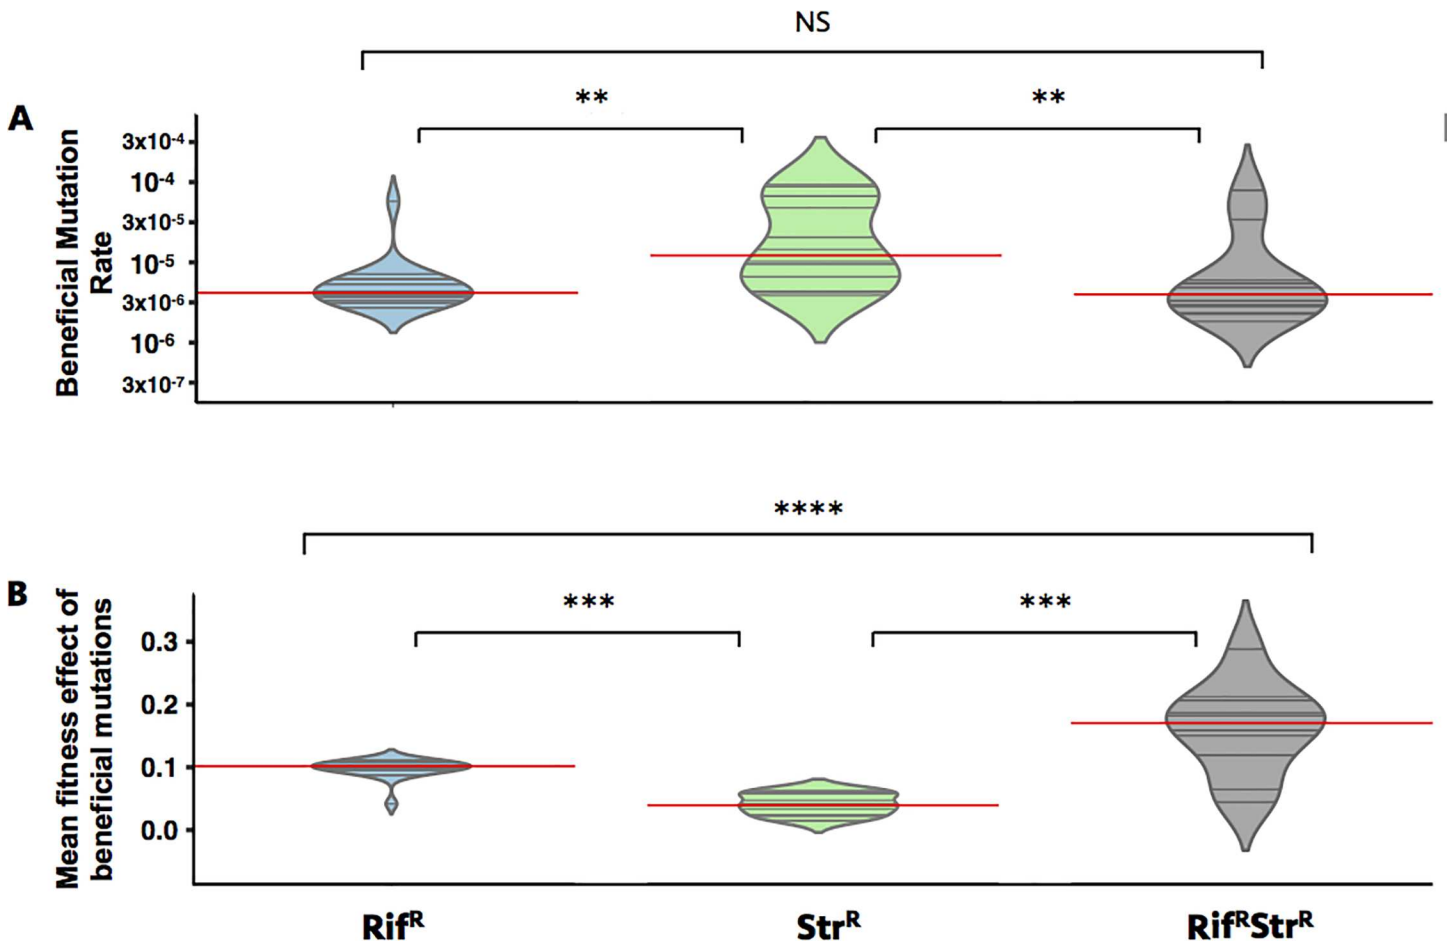 NS
** **
A
Beneficial Mutation
Rate
3x10⁻⁴
10⁻⁴
3x10⁻⁵
10⁻⁵
3x10⁻⁶
10⁻⁶
3x10⁻⁷
****
*** ***
B
Mean fitness effect of
beneficial mutations
0.3
0.2
0.1
0.0
Rifᴿ Strᴿ RifᴿStrᴿ